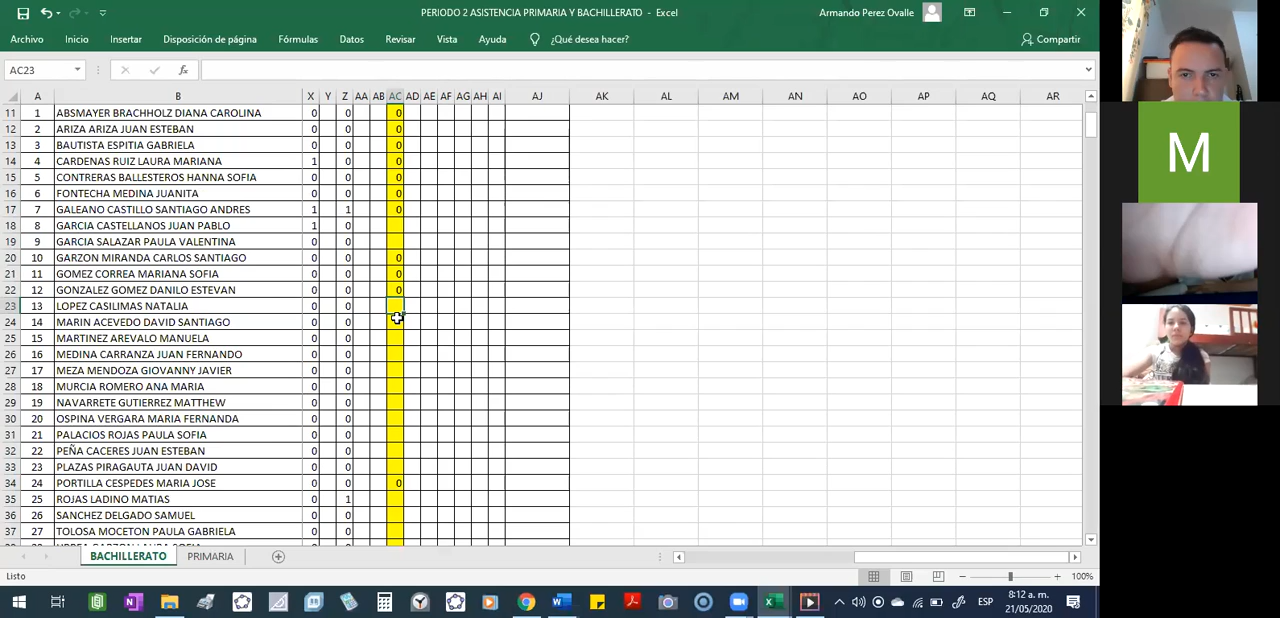 PERIODO 2 ASISTENCIA PRIMARIA Y BACHILLERATO - Excel
Armando Perez Ovalle
Archivo Inicio Insertar Disposición de página Fórmulas Datos Revisar Vista Ayuda ¿Qué desea hacer? Compartir
AC23 fx
A B X Y Z AA AB AC AD AE AF AG AH AI AJ AK AL AM AN AO AP AQ AR
11 1 ABSMAYER BRACHHOLZ DIANA CAROLINA 0 0 0
12 2 ARIZA ARIZA JUAN ESTEBAN 0 0 0
13 3 BAUTISTA ESPITIA GABRIELA 0 0 0
14 4 CARDENAS RUIZ LAURA MARIANA 1 0 0
15 5 CONTRERAS BALLESTEROS HANNA SOFIA 0 0 0
16 6 FONTECHA MEDINA JUANITA 0 0 0
17 7 GALEANO CASTILLO SANTIAGO ANDRES 1 1 0
18 8 GARCIA CASTELLANOS JUAN PABLO 1 0
19 9 GARCIA SALAZAR PAULA VALENTINA 0 0
20 10 GARZON MIRANDA CARLOS SANTIAGO 0 0 0
21 11 GOMEZ CORREA MARIANA SOFIA 0 0 0
22 12 GONZALEZ GOMEZ DANILO ESTEVAN 0 0 0
23 13 LOPEZ CASILIMAS NATALIA 0 0
24 14 MARIN ACEVEDO DAVID SANTIAGO 0 0
25 15 MARTINEZ AREVALO MANUELA 0 0
26 16 MEDINA CARRANZA JUAN FERNANDO 0 0
27 17 MEZA MENDOZA GIOVANNY JAVIER 0 0
28 18 MURCIA ROMERO ANA MARIA 0 0
29 19 NAVARRETE GUTIERREZ MATTHEW 0 0
30 20 OSPINA VERGARA MARIA FERNANDA 0 0
31 21 PALACIOS ROJAS PAULA SOFIA 0 0
32 22 PEÑA CACERES JUAN ESTEBAN 0 0
33 23 PLAZAS PIRAGAUTA JUAN DAVID 0 0
34 24 PORTILLA CESPEDES MARIA JOSE 0 0 0
35 25 ROJAS LADINO MATIAS 0 1
36 26 SANCHEZ DELGADO SAMUEL 0 0
37 27 TOLOSA MOCETON PAULA GABRIELA 0 0
BACHILLERATO PRIMARIA
Listo 100%
ESP 8:12 a. m.
21/05/2020
M